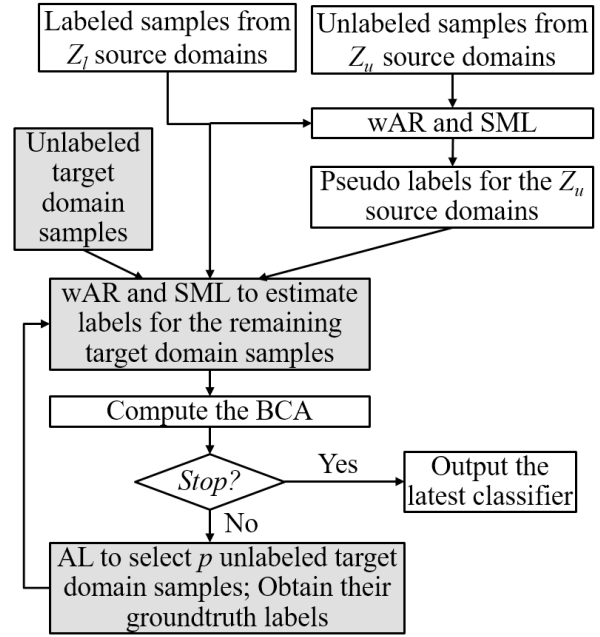 Labeled samples from
Z_l source domains
Unlabeled samples from
Z_u source domains
wAR and SML
Unlabeled
target
domain
samples
Pseudo labels for the Z_u
source domains
wAR and SML to estimate
labels for the remaining
target domain samples
Compute the BCA
Stop?
Yes
Output the
latest classifier
No
AL to select p unlabeled target
domain samples; Obtain their
groundtruth labels